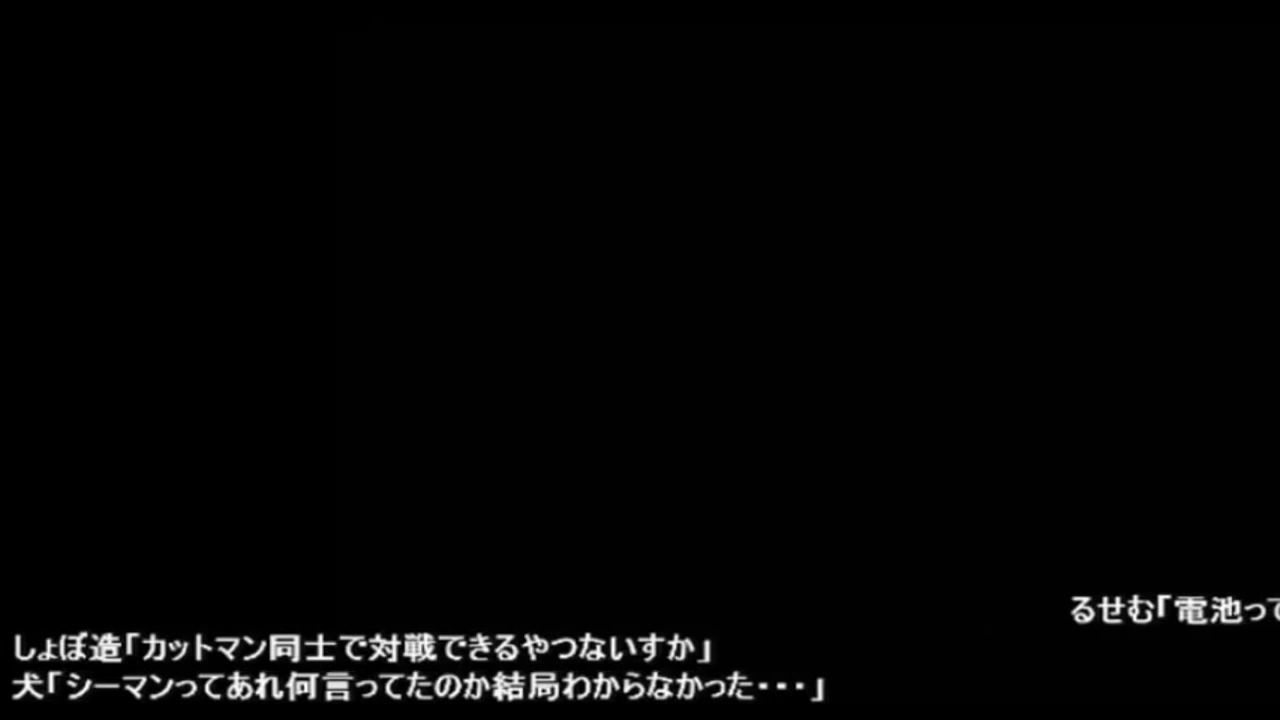 るせむ「電池って
しょぼ造「カットマン同士で対戦できるやつないすか」
犬「シーマンってあれ何言ってたのか結局わからなかった・・・」